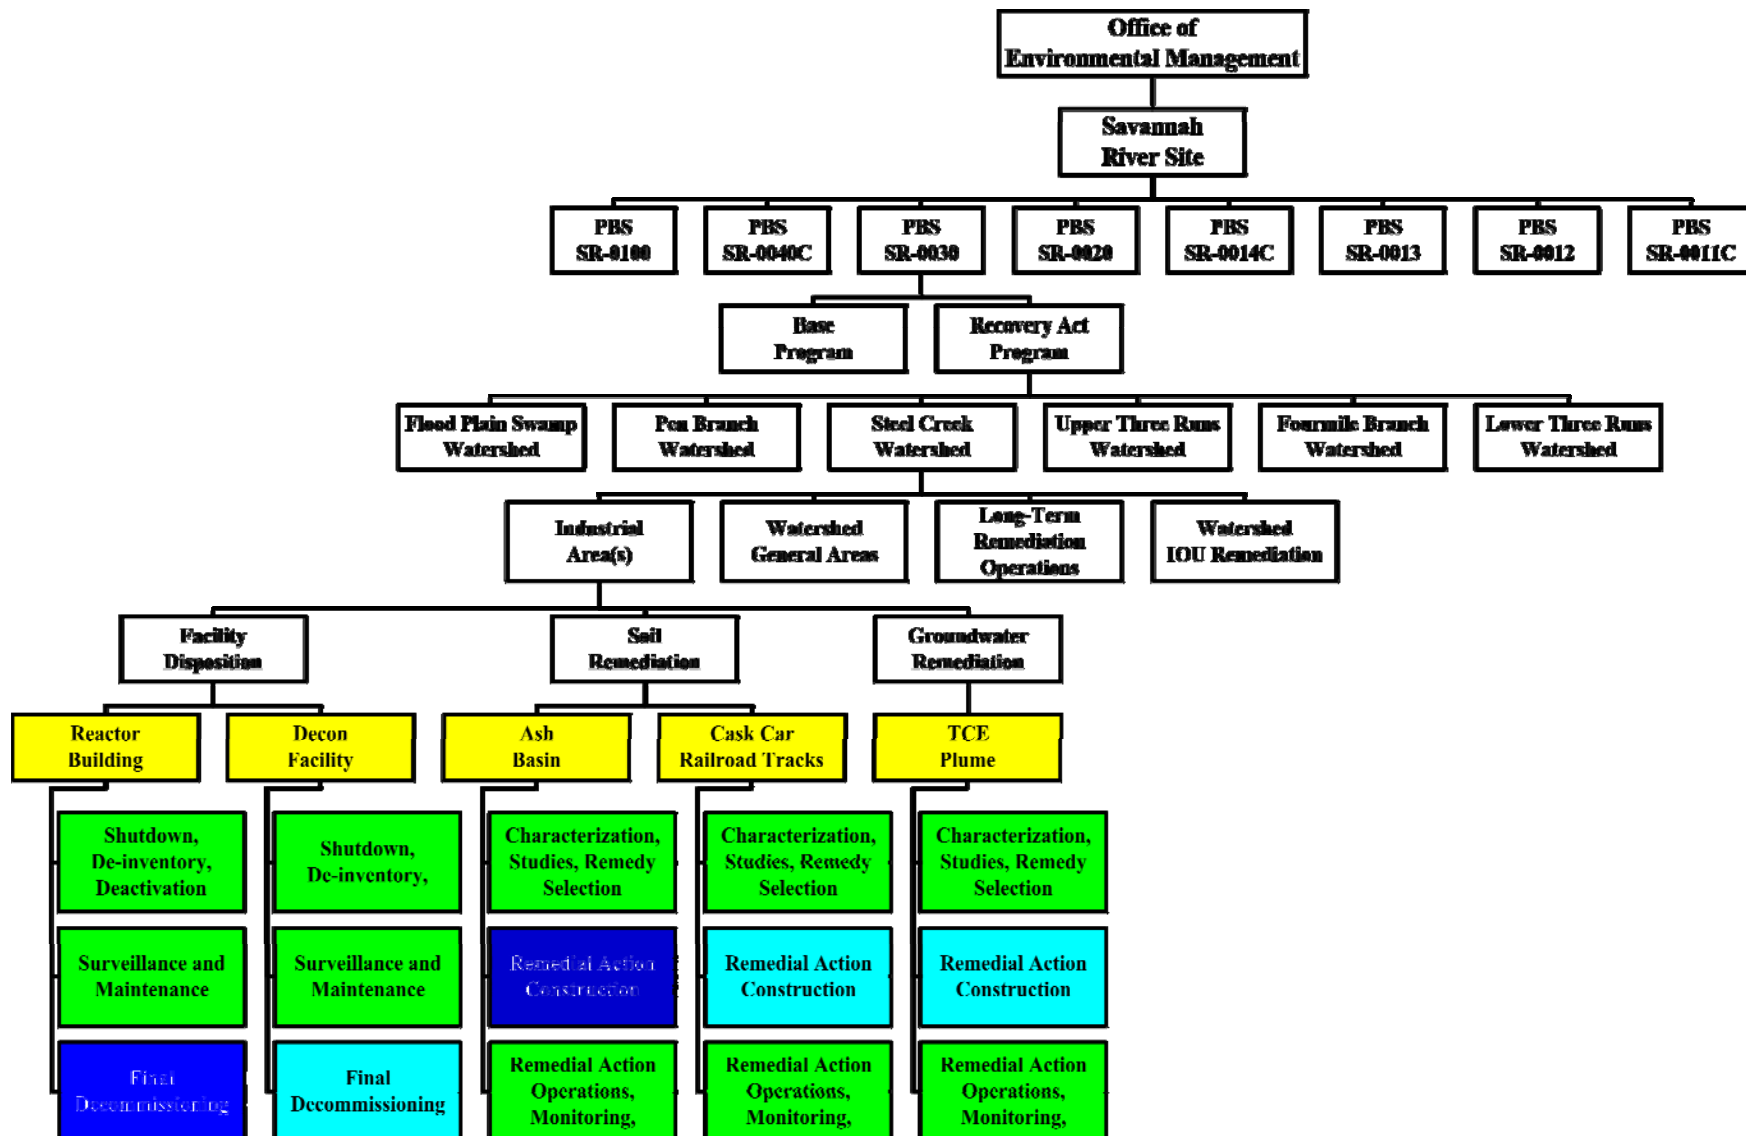 Office of
Environmental Management
Savannah
River Site
PBS
SR-0100
PBS
SR-0040C
PBS
SR-0030
PBS
SR-0020
PBS
SR-0014C
PBS
SR-0013
PBS
SR-0012
PBS
SR-0011C
Base
Program
Recovery Act
Program
Flood Plain Swamp
Watershed
Pen Branch
Watershed
Steel Creek
Watershed
Upper Three Runs
Watershed
Fourmile Branch
Watershed
Lower Three Runs
Watershed
Industrial
Area(s)
Watershed
General Areas
Long-Term
Remediation
Operations
Watershed
IOU Remediation
Facility
Disposition
Soil
Remediation
Groundwater
Remediation
Reactor
Building
Decon
Facility
Ash
Basin
Cask Car
Railroad Tracks
TCE
Plume
Shutdown,
De-inventory,
Deactivation
Shutdown,
De-inventory,
Characterization,
Studies, Remedy
Selection
Characterization,
Studies, Remedy
Selection
Characterization,
Studies, Remedy
Selection
Surveillance and
Maintenance
Surveillance and
Maintenance
Remedial Action
Construction
Remedial Action
Construction
Remedial Action
Construction
Final
Decommissioning
Final
Decommissioning
Remedial Action
Operations,
Monitoring,
Remedial Action
Operations,
Monitoring,
Remedial Action
Operations,
Monitoring,